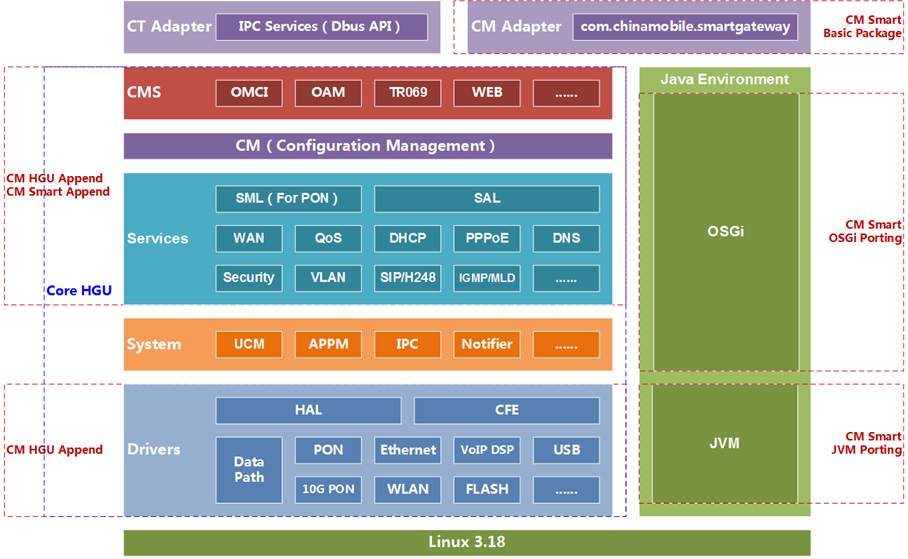 CT Adapter
IPC Services ( Dbus API )
CM Adapter
com.chinamobile.smartgateway
CM Smart
Basic Package
CMS
OMCI
OAM
TR069
WEB
......
CM ( Configuration Management )
CM HGU Append
CM Smart Append
Services
SML ( For PON )
SAL
WAN
QoS
DHCP
PPPoE
DNS
Security
VLAN
SIP/H248
IGMP/MLD
......
Core HGU
System
UCM
APPM
IPC
Notifier
......
CM HGU Append
Drivers
HAL
CFE
Data
Path
PON
Ethernet
VoIP DSP
USB
10G PON
WLAN
FLASH
......
Java Environment
OSGi
CM Smart
OSGi Porting
JVM
CM Smart
JVM Porting
Linux 3.18